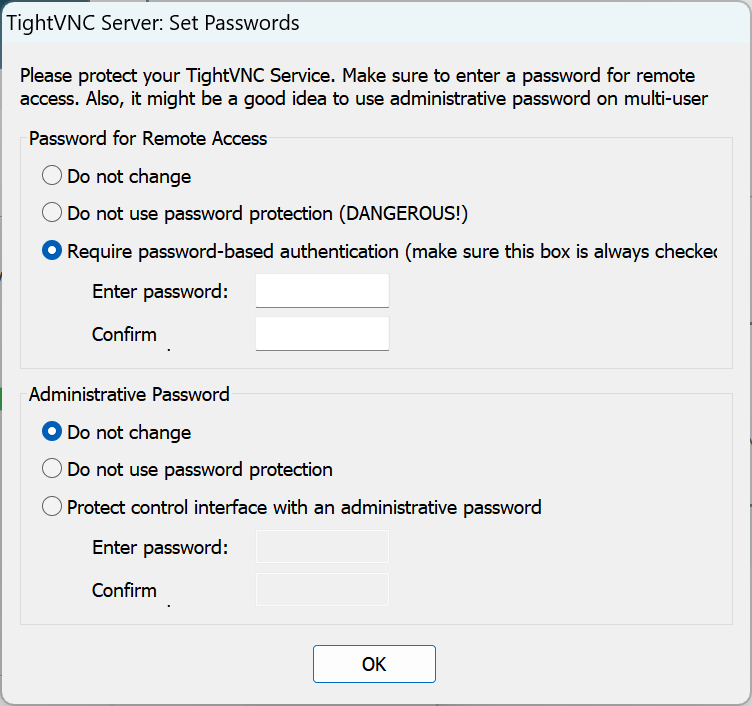 TightVNC Server: Set Passwords
Please protect your TightVNC Service. Make sure to enter a password for remote
access. Also, it might be a good idea to use administrative password on multi-user
Password for Remote Access
Do not change
Do not use password protection (DANGEROUS!)
Require password-based authentication (make sure this box is always checked
Enter password:
Confirm
Administrative Password
Do not change
Do not use password protection
Protect control interface with an administrative password
Enter password:
Confirm
OK